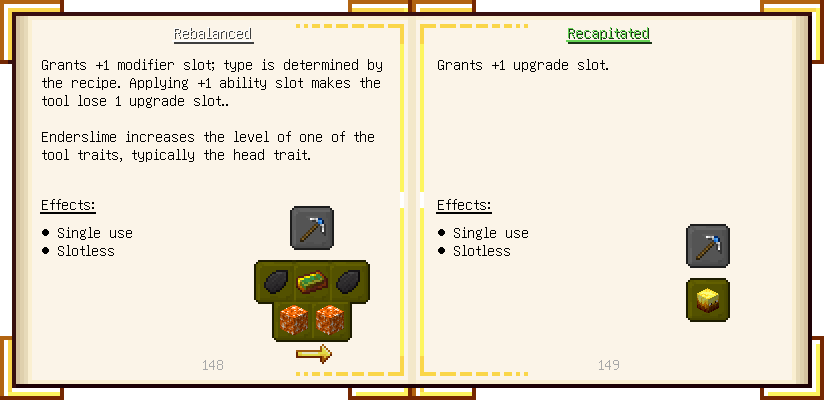 Rebalanced
Grants +1 modifier slot; type is determined by
the recipe. Applying +1 ability slot makes the
tool lose 1 upgrade slot..
Enderslime increases the level of one of the
tool traits, typically the head trait.
Effects:
● Single use
● Slotless
148
Recapitated
Grants +1 upgrade slot.
Effects:
● Single use
● Slotless
149